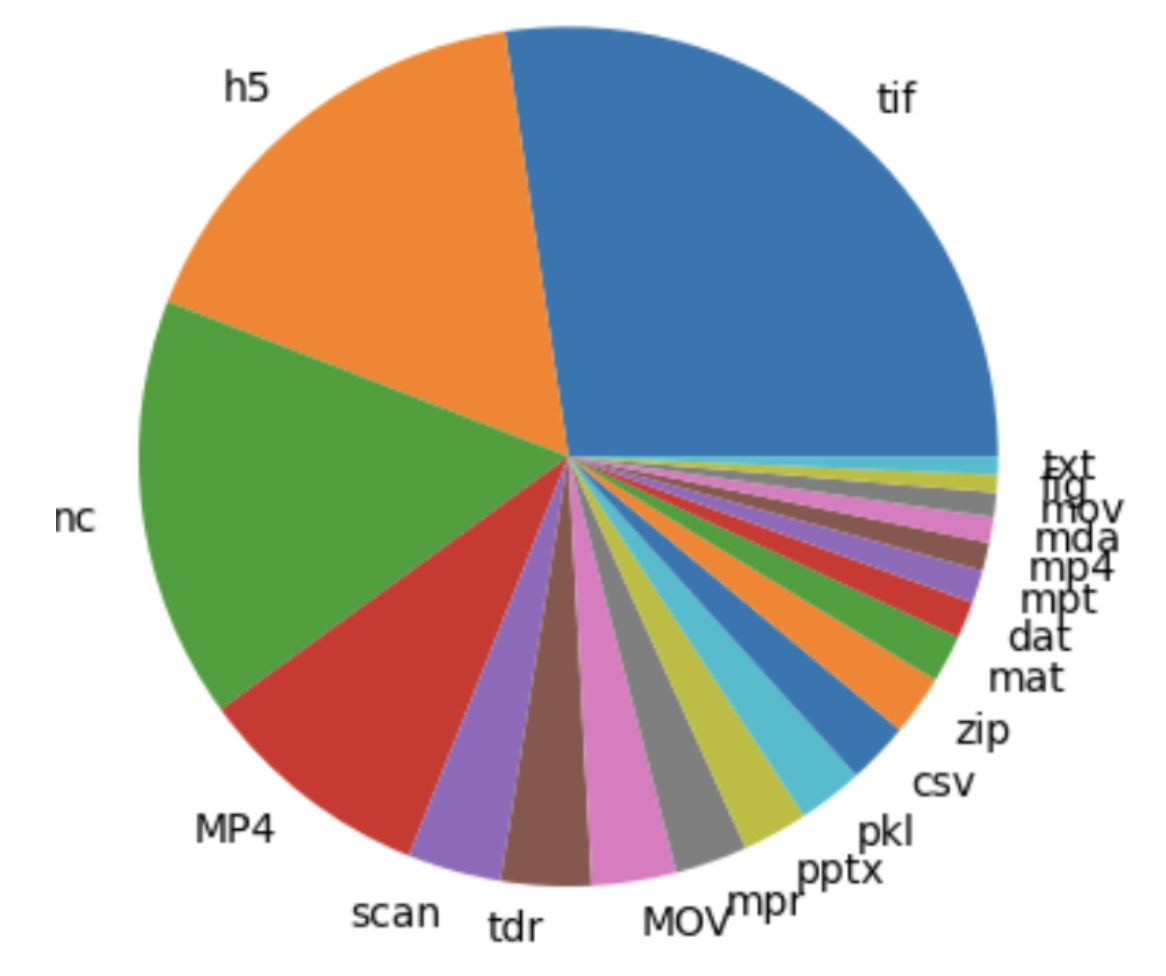 h5
tif
nc
txt
fig
mov
mda
mp4
mpt
dat
mat
zip
csv
pkl
pptx
mpr
MOV
tdr
scan
MP4